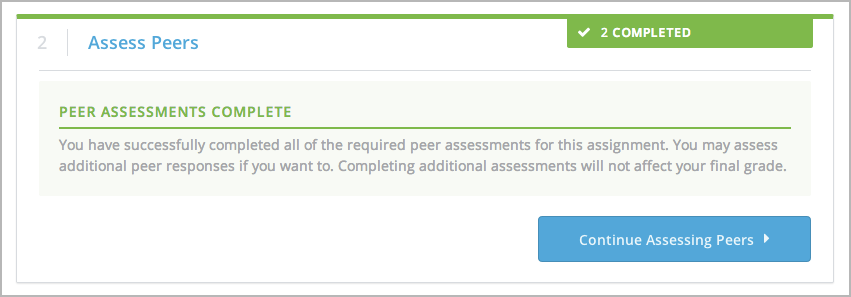 2
Assess Peers
2 COMPLETED
PEER ASSESSMENTS COMPLETE
You have successfully completed all of the required peer assessments for this assignment. You may assess
additional peer responses if you want to. Completing additional assessments will not affect your final grade.
Continue Assessing Peers